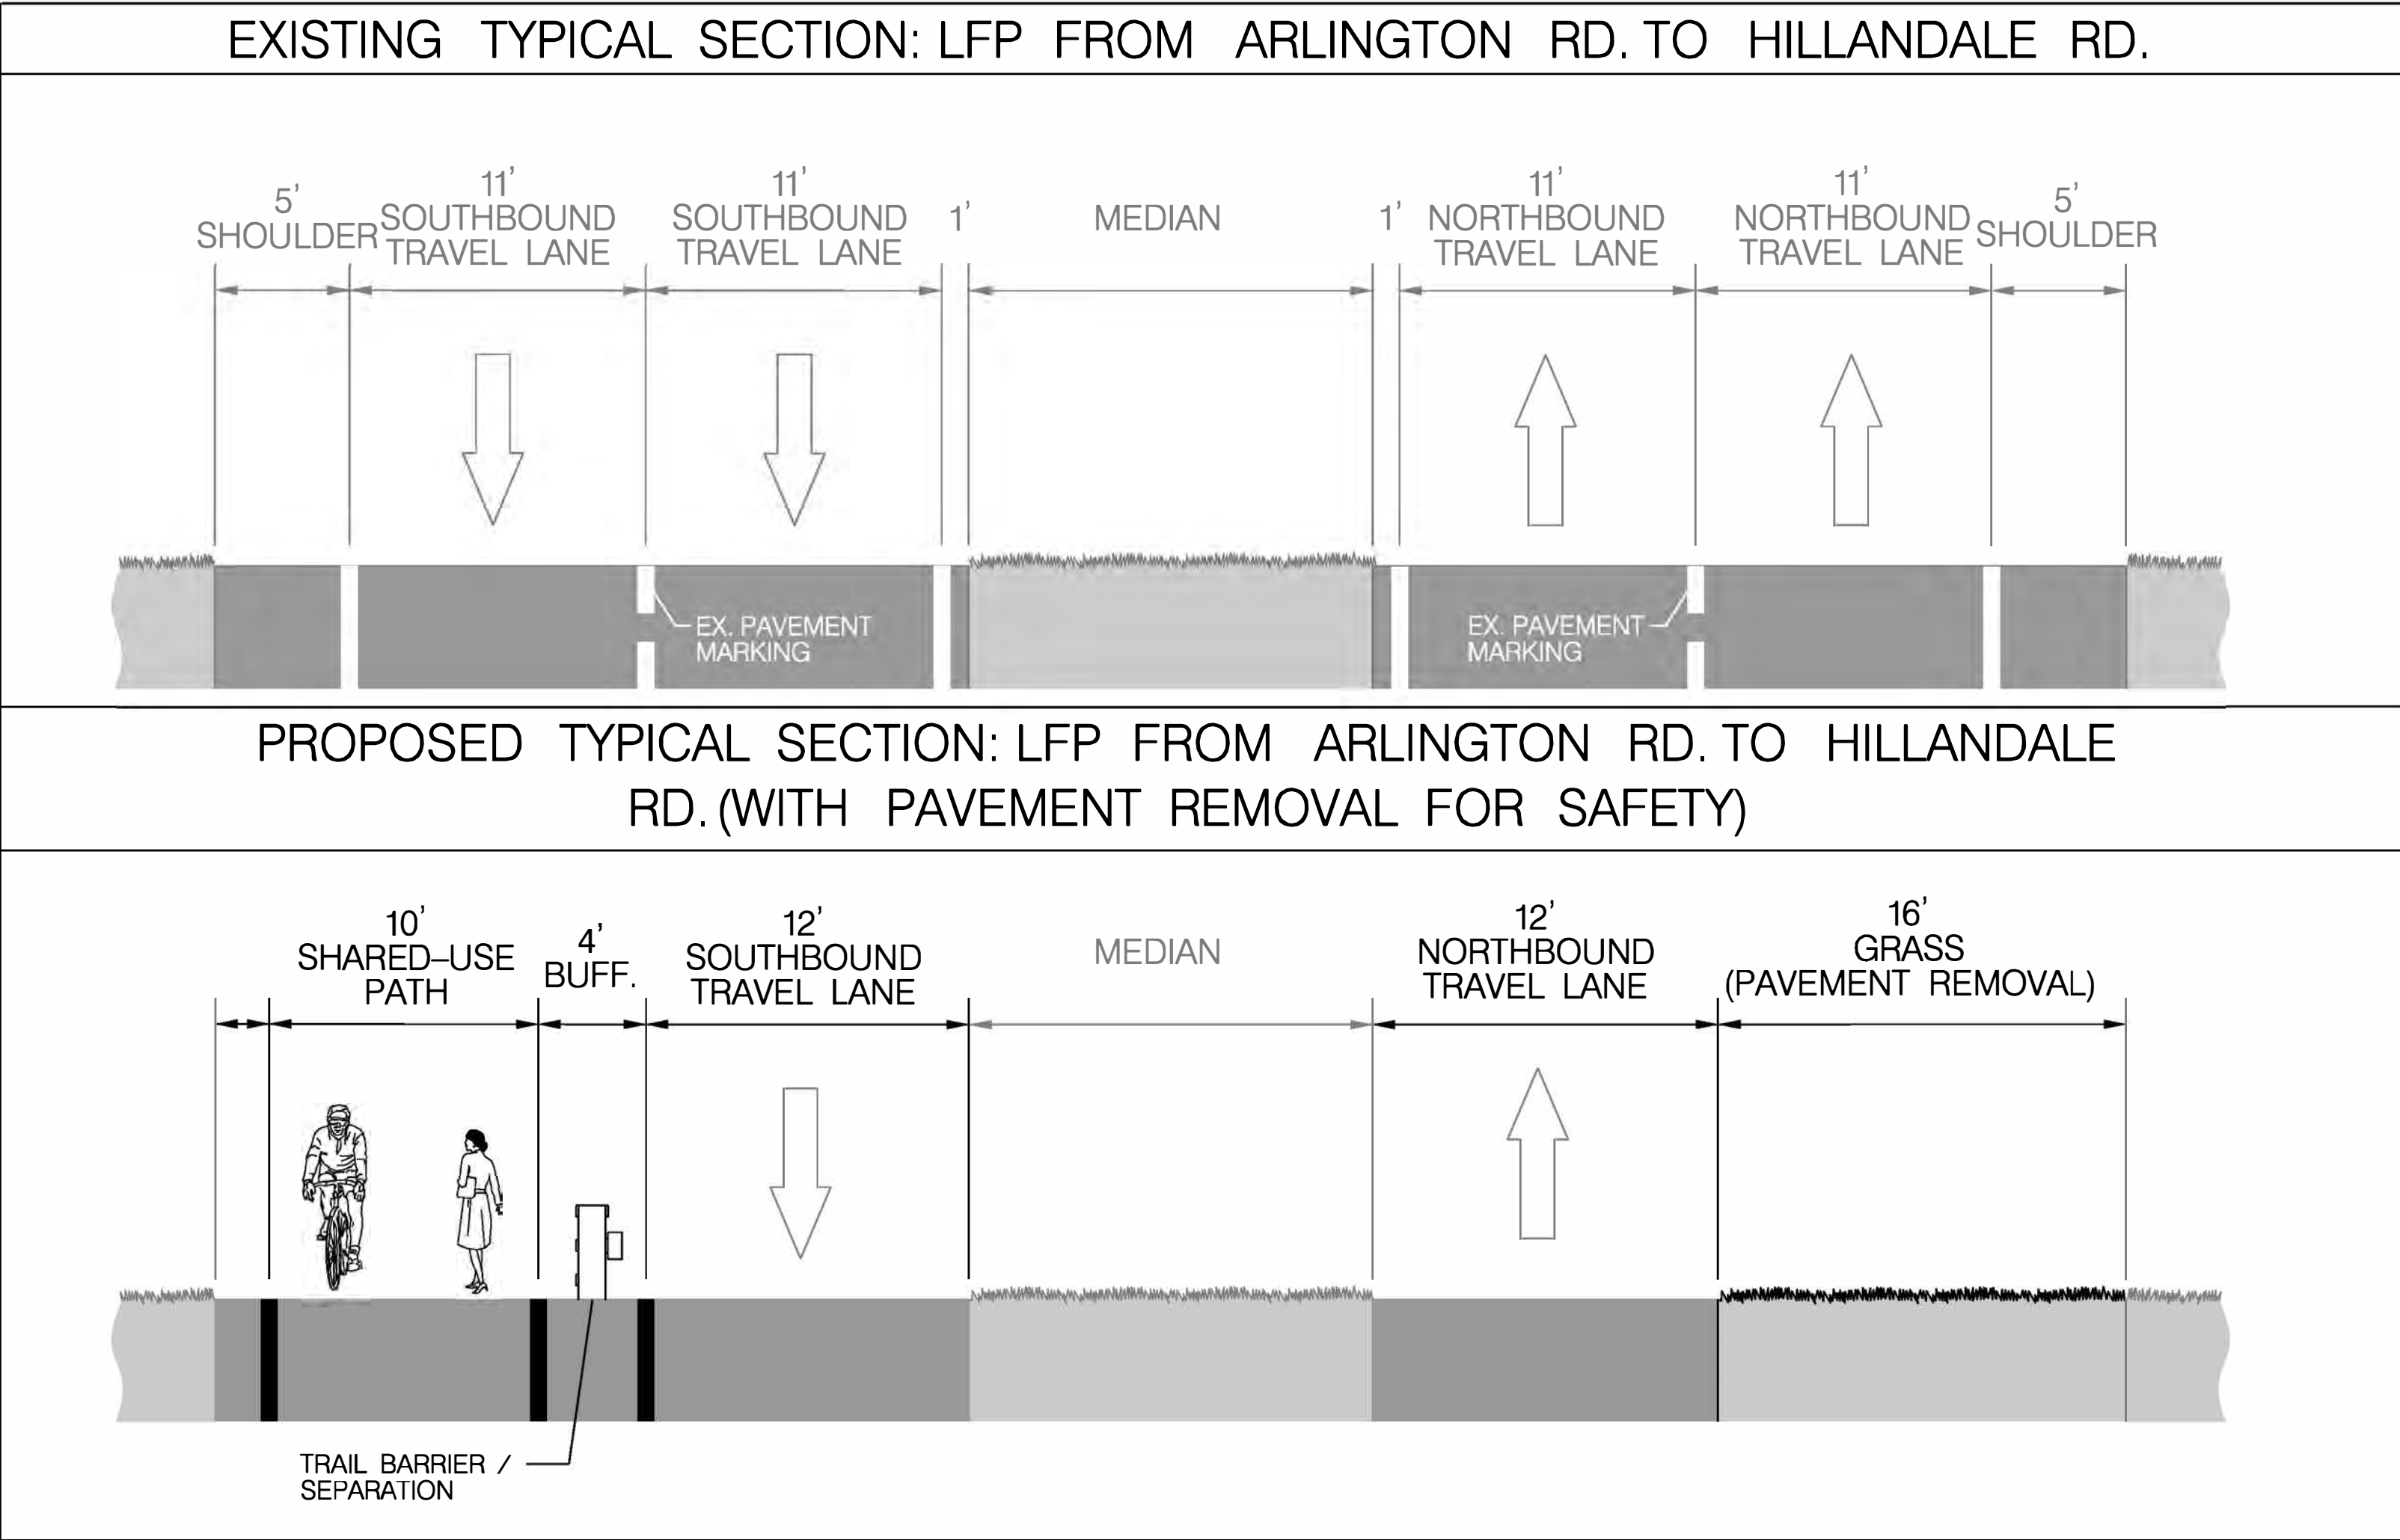 EXISTING TYPICAL SECTION: LFP FROM ARLINGTON RD. TO HILLANDALE RD.
5'
SHOULDER
11'
SOUTHBOUND
TRAVEL LANE
11'
SOUTHBOUND
TRAVEL LANE
1'
MEDIAN
1'
11'
NORTHBOUND
TRAVEL LANE
11'
NORTHBOUND
TRAVEL LANE
5'
SHOULDER
EX. PAVEMENT
MARKING
EX. PAVEMENT
MARKING
PROPOSED TYPICAL SECTION: LFP FROM ARLINGTON RD. TO HILLANDALE
RD. (WITH PAVEMENT REMOVAL FOR SAFETY)
10'
SHARED-USE
PATH
4'
BUFF.
12'
SOUTHBOUND
TRAVEL LANE
MEDIAN
12'
NORTHBOUND
TRAVEL LANE
16'
GRASS
(PAVEMENT REMOVAL)
TRAIL BARRIER /
SEPARATION